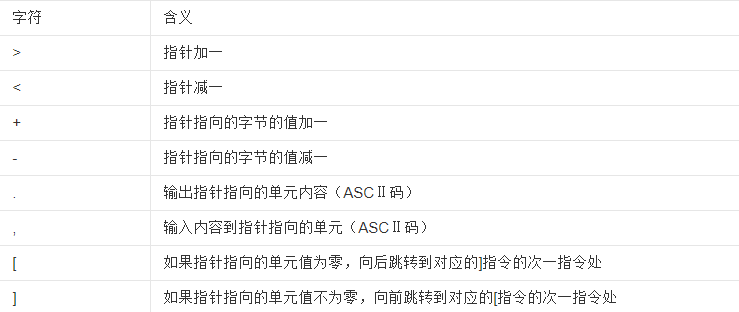 字符 含义
> 指针加一
< 指针减一
+ 指针指向的字节的值加一
- 指针指向的字节的值减一
. 输出指针指向的单元内容（ASCⅡ码）
, 输入内容到指针指向的单元（ASCⅡ码）
[ 如果指针指向的单元值为零，向后跳转到对应的]指令的次一指令处
] 如果指针指向的单元值不为零，向前跳转到对应的[指令的次一指令处